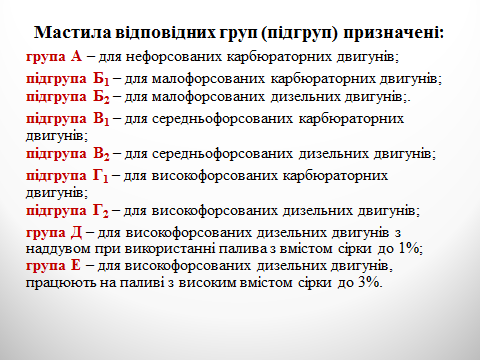 Мастила відповідних груп (підгруп) призначені:
група А – для нефорсованих карбюраторних двигунів;
підгрупа Б1 – для малофорсованих карбюраторних двигунів;
підгрупа Б2 – для малофорсованих дизельних двигунів;.
підгрупа В1 – для середньофорсованих карбюраторних
двигунів;
підгрупа В2 – для середньофорсованих дизельних двигунів;
підгрупа Г1 – для високофорсованих карбюраторних
двигунів;
підгрупа Г2 – для високофорсованих дизельних двигунів;
група Д – для високофорсованих дизельних двигунів з
наддувом при використанні палива з вмістом сірки до 1%;
група Е – для високофорсованих дизельних двигунів,
працюють на паливі з високим вмістом сірки до 3%.